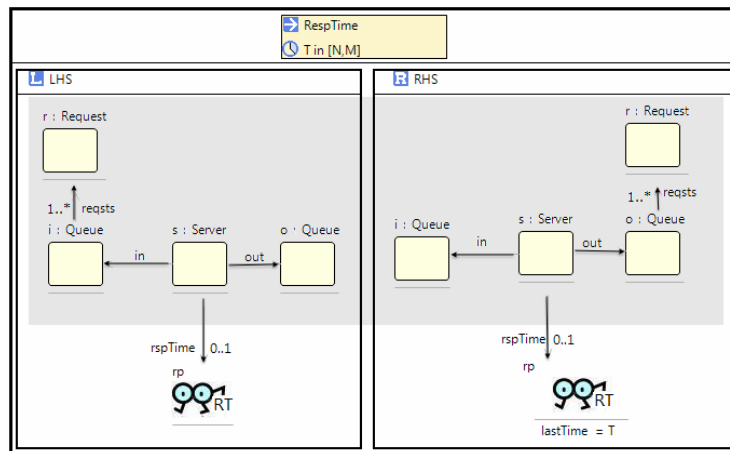 RespTime
T in [N,M]
L LHS
r : Request
1..* reqsts
i : Queue
s : Server
o : Queue
in
out
rspTime 0..1
rp
RT
R RHS
r : Request
1..* reqsts
i : Queue
s : Server
o : Queue
in
out
rspTime 0..1
rp
RT
lastTime = T